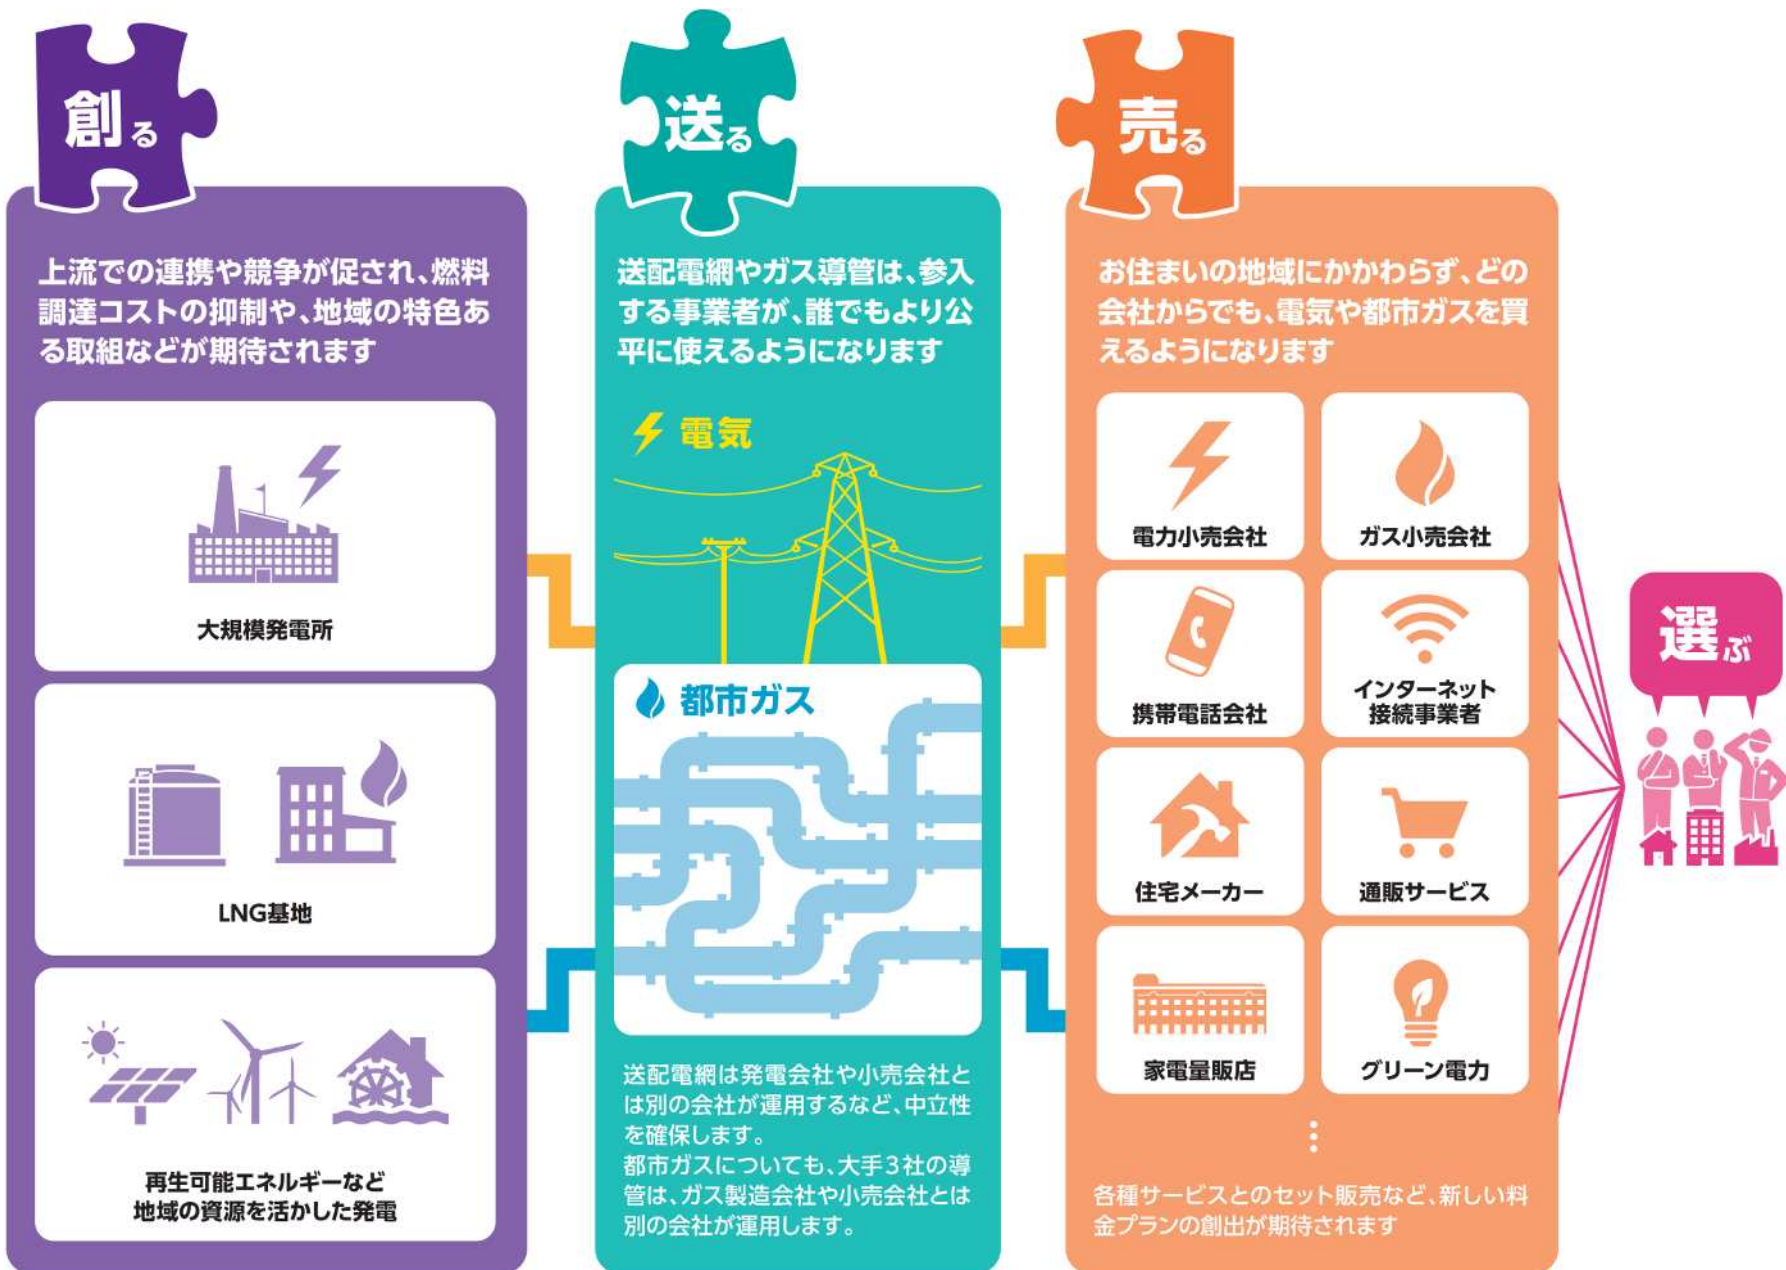 創る
上流での連携や競争が促され、燃料
調達コストの抑制や、地域の特色あ
る取組などが期待されます
大規模発電所
LNG基地
再生可能エネルギーなど
地域の資源を活かした発電
送る
送配電網やガス導管は、参入
する事業者が、誰でもより公
平に使えるようになります
電気
都市ガス
送配電網は発電会社や小売会社と
は別の会社が運用するなど、中立性
を確保します。
都市ガスについても、大手3社の導
管は、ガス製造会社や小売会社とは
別の会社が運用します。
売る
お住まいの地域にかかわらず、どの
会社からでも、電気や都市ガスを買
えるようになります
電力小売会社
ガス小売会社
携帯電話会社
インターネット
接続事業者
住宅メーカー
通販サービス
家電量販店
グリーン電力
⋮
各種サービスとのセット販売など、新しい料
金プランの創出が期待されます
選ぶ